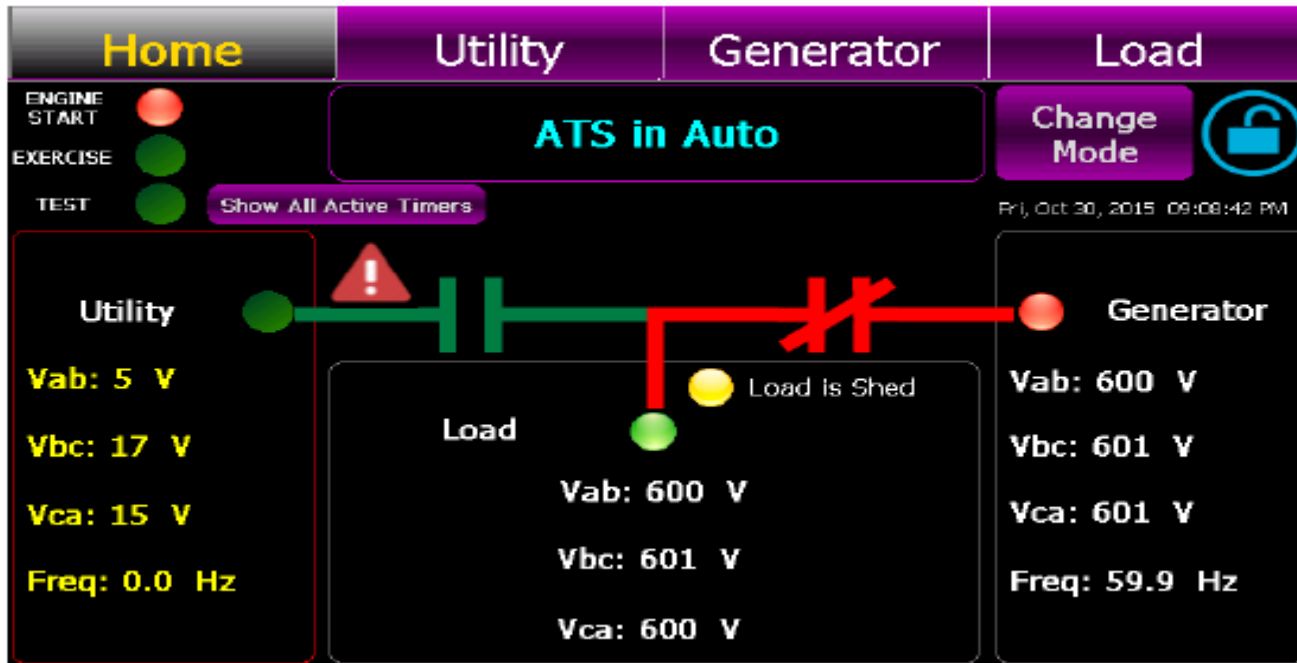 Home
Utility
Generator
Load
ENGINE
START
EXERCISE
TEST
Show All Active Timers
ATS in Auto
Change
Mode
Fri, Oct 30, 2015 09:08:42 PM
Utility
Vab: 5 V
Vbc: 17 V
Vca: 15 V
Freq: 0.0 Hz
!
Load is Shed
Load
Vab: 600 V
Vbc: 601 V
Vca: 600 V
Generator
Vab: 600 V
Vbc: 601 V
Vca: 601 V
Freq: 59.9 Hz